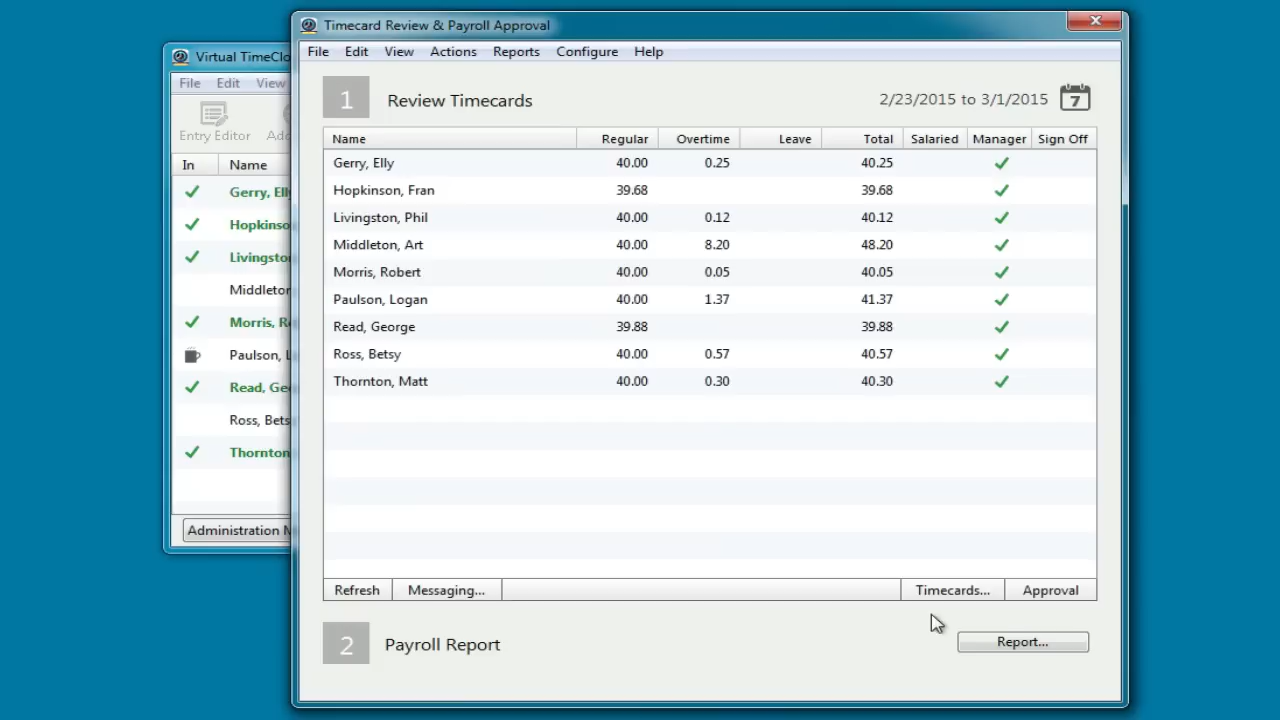 Timecard Review & Payroll Approval
File Edit View Actions Reports Configure Help
1 Review Timecards 2/23/2015 to 3/1/2015 7
Name Regular Overtime Leave Total Salaried Manager Sign Off
Gerry, Elly 40.00 0.25 40.25
Hopkinson, Fran 39.68 39.68
Livingston, Phil 40.00 0.12 40.12
Middleton, Art 40.00 8.20 48.20
Morris, Robert 40.00 0.05 40.05
Paulson, Logan 40.00 1.37 41.37
Read, George 39.88 39.88
Ross, Betsy 40.00 0.57 40.57
Thornton, Matt 40.00 0.30 40.30
Refresh Messaging... Timecards... Approval
2 Payroll Report Report...
Virtual TimeClo
File Edit View
Entry Editor Add
In Name
Gerry, Elly
Hopkinso
Livingston
Middleton
Morris, Ro
Paulson, L
Read, Geo
Ross, Bets
Thornton
Administration M